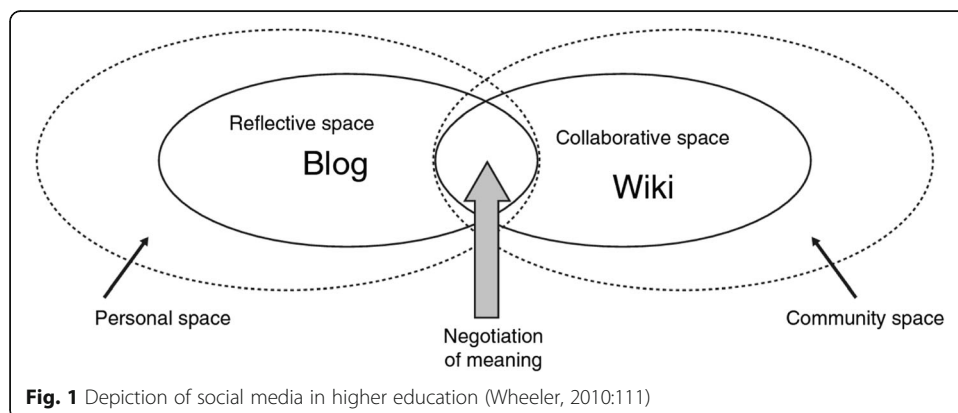 Reflective space
Blog
Collaborative space
Wiki
Personal space
Negotiation
of meaning
Community space
Fig. 1 Depiction of social media in higher education (Wheeler, 2010:111)